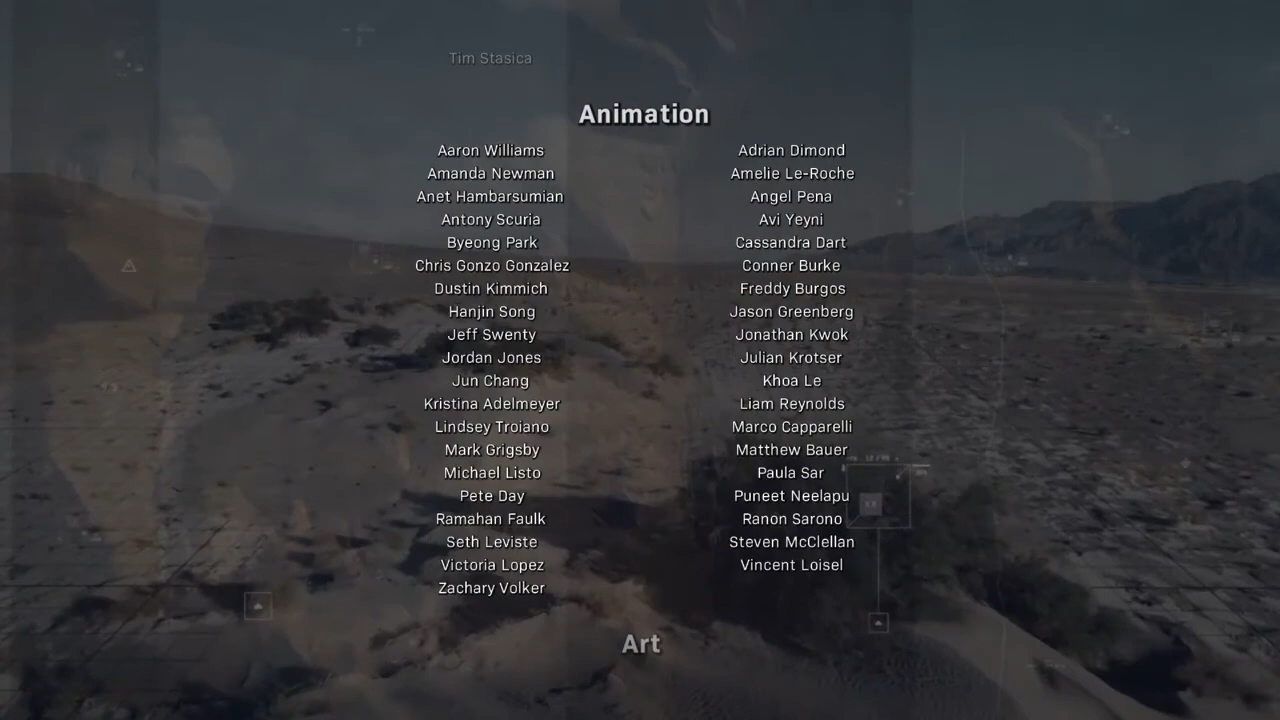 Tim Stasica
Animation
Aaron Williams
Adrian Dimond
Amanda Newman
Amelie Le-Roche
Anet Hambarsumian
Angel Pena
Antony Scuria
Avi Yeyni
Byeong Park
Cassandra Dart
Chris Gonzo Gonzalez
Conner Burke
Dustin Kimmich
Freddy Burgos
Hanjin Song
Jason Greenberg
Jeff Swenty
Jonathan Kwok
Jordan Jones
Julian Krotser
Jun Chang
Khoa Le
Kristina Adelmeyer
Liam Reynolds
Lindsey Troiano
Marco Capparelli
Mark Grigsby
Matthew Bauer
Michael Listo
Paula Sar
Pete Day
Puneet Neelapu
Ramahan Faulk
Ranon Sarono
Seth Leviste
Steven McClellan
Victoria Lopez
Vincent Loisel
Zachary Volker
Art